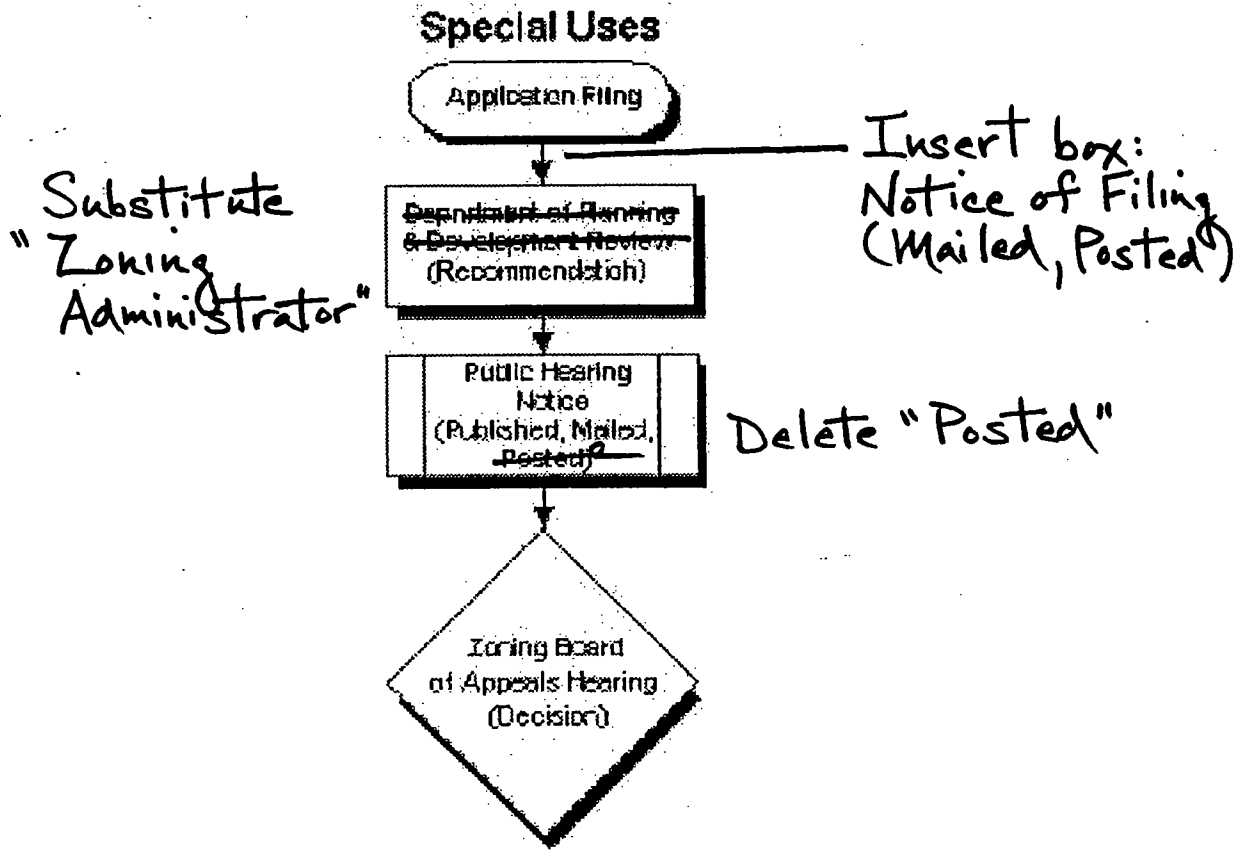 Special Uses
Application Filing
Insert box:
Notice of Filing
(Mailed, Posted)
Substitute
"Zoning
Administrator"
Department of Planning
& Development Review
(Recommendation)
Public Hearing
Notice
(Published, Mailed,
Posted)
Delete "Posted"
Zoning Board
of Appeals Hearing
(Decision)